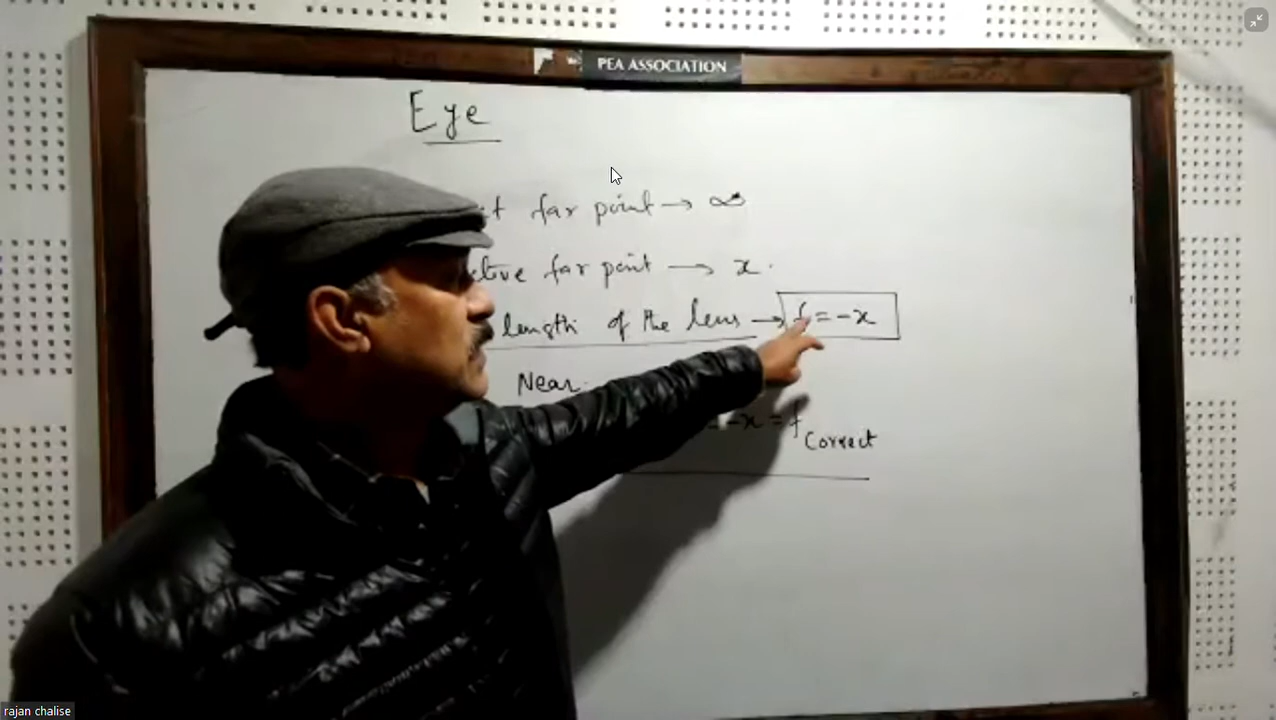 PEA ASSOCIATION
Eye
far point → ∞
far point → x.
length of the lens → f = -x
Near.
= -x = f Correct
rajan chalise